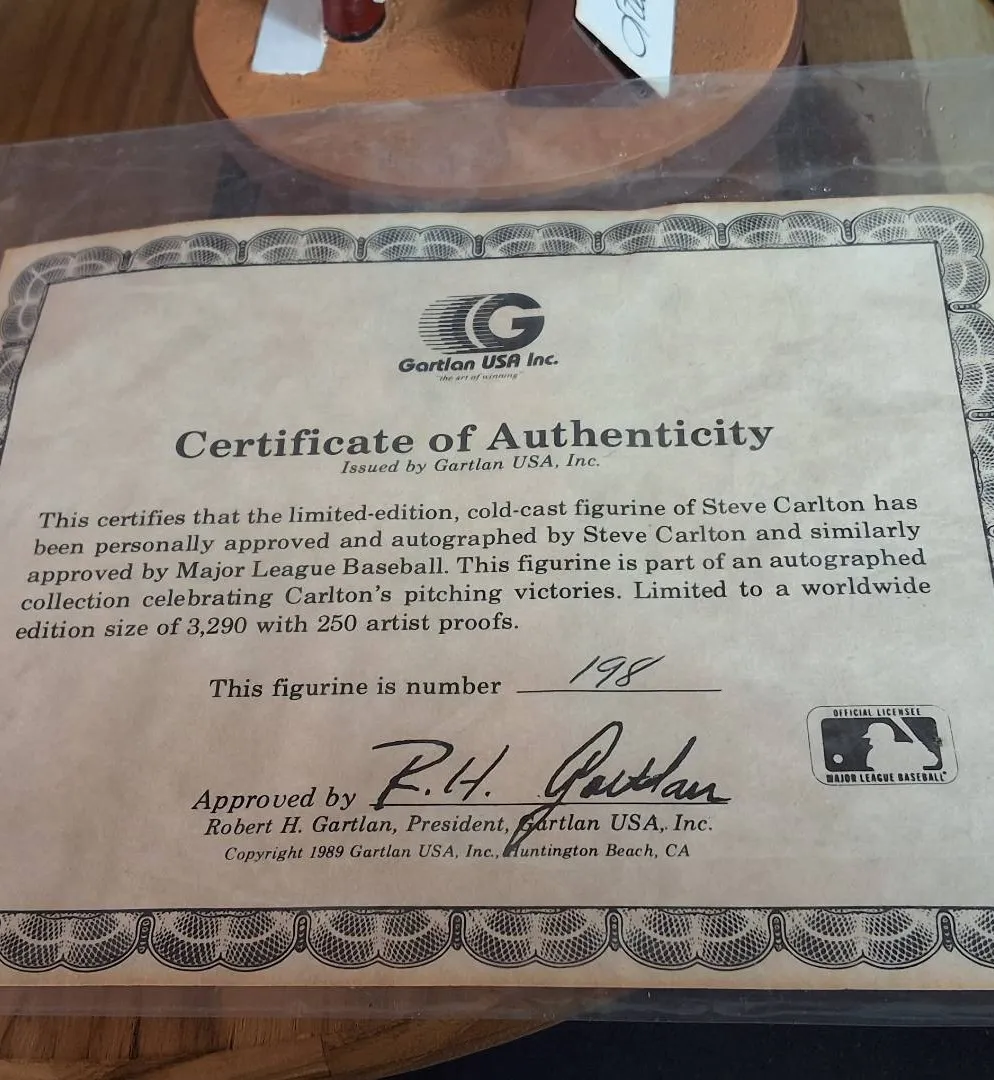 G
Gartlan USA Inc.
"the art of winning"
Certificate of Authenticity
Issued by Gartlan USA, Inc.
This certifies that the limited-edition, cold-cast figurine of Steve Carlton has
been personally approved and autographed by Steve Carlton and similarly
approved by Major League Baseball. This figurine is part of an autographed
collection celebrating Carlton's pitching victories. Limited to a worldwide
edition size of 3,290 with 250 artist proofs.
This figurine is number 198
OFFICIAL LICENSEE
MAJOR LEAGUE BASEBALL
Approved by R.H. Gartlan
Robert H. Gartlan, President, Gartlan USA, Inc.
Copyright 1989 Gartlan USA, Inc., Huntington Beach, CA